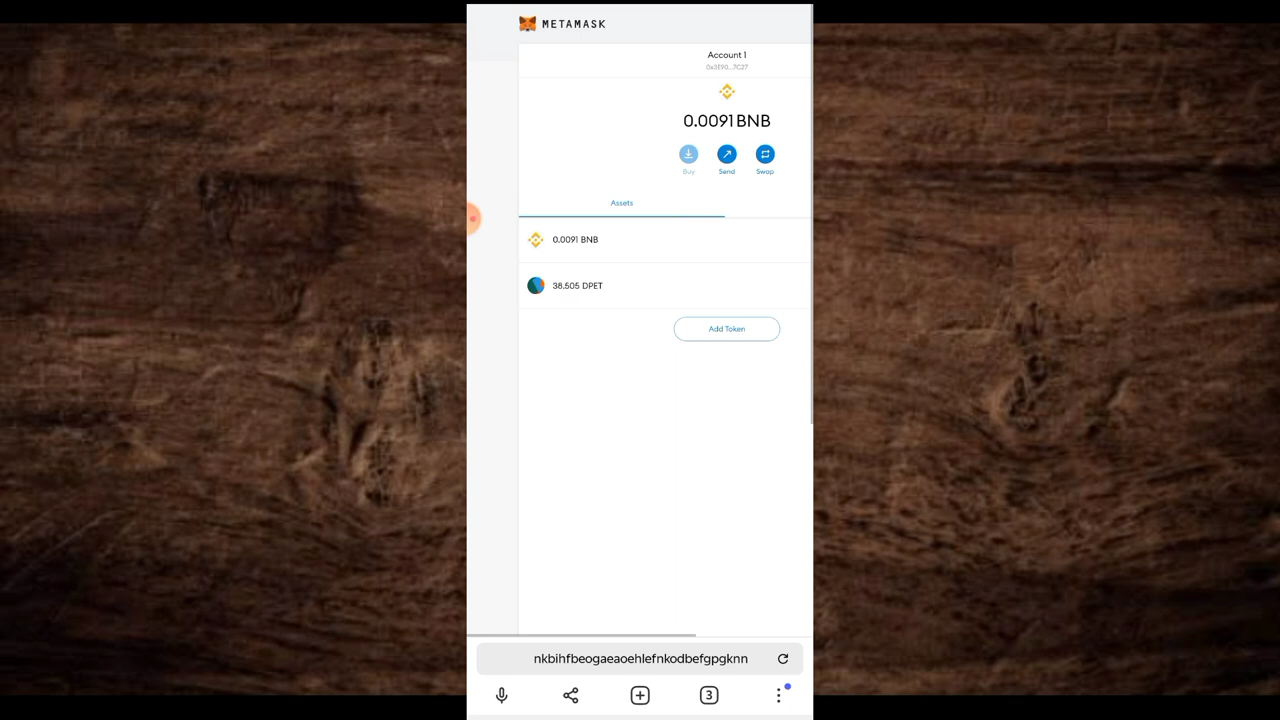 METAMASK
Account 1
0x3E90...7C27
0.0091 BNB
Buy
Send
Swap
Assets
0.0091 BNB
38.505 DPET
Add Token
nkbihfbeogaeaoehlefnkodbefgpgknn
3